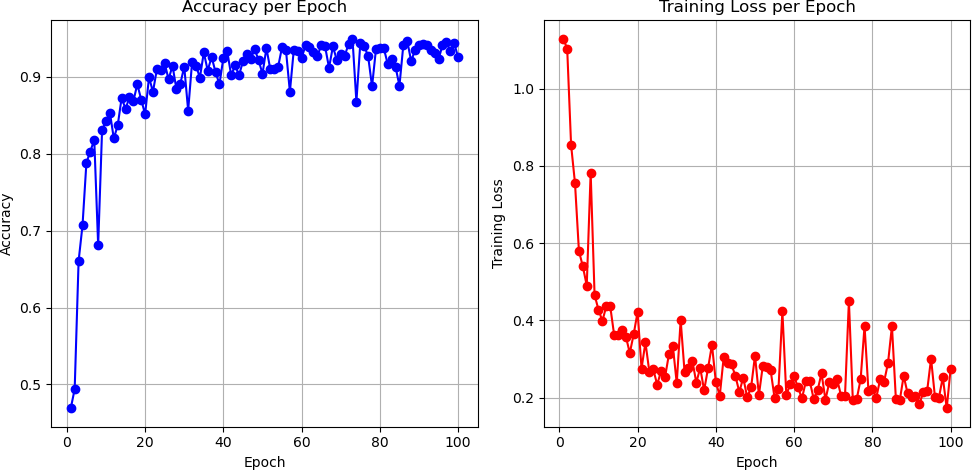 Accuracy per Epoch
Accuracy
0.9
0.8
0.7
0.6
0.5
0 20 40 60 80 100
Epoch
Training Loss per Epoch
Training Loss
1.0
0.8
0.6
0.4
0.2
0 20 40 60 80 100
Epoch